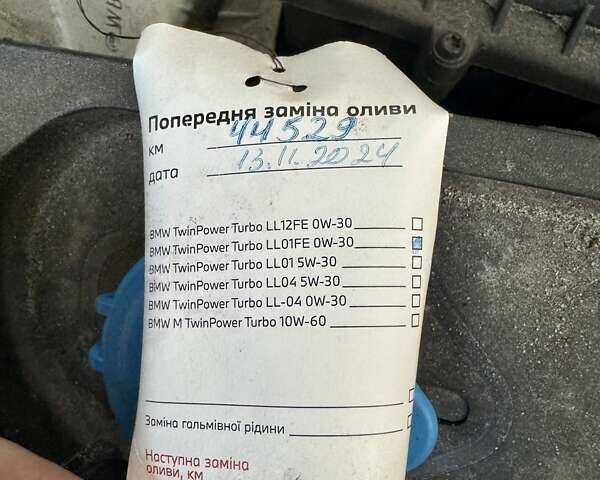 Попередня заміна оливи
км 44529
дата 13.11.2024
BMW TwinPower Turbo LL12FE 0W-30
BMW TwinPower Turbo LL01FE 0W-30
BMW TwinPower Turbo LL01 5W-30
BMW TwinPower Turbo LL04 5W-30
BMW TwinPower Turbo LL-04 0W-30
BMW M TwinPower Turbo 10W-60
Заміна гальмівної рідини
Наступна заміна
оливи, км